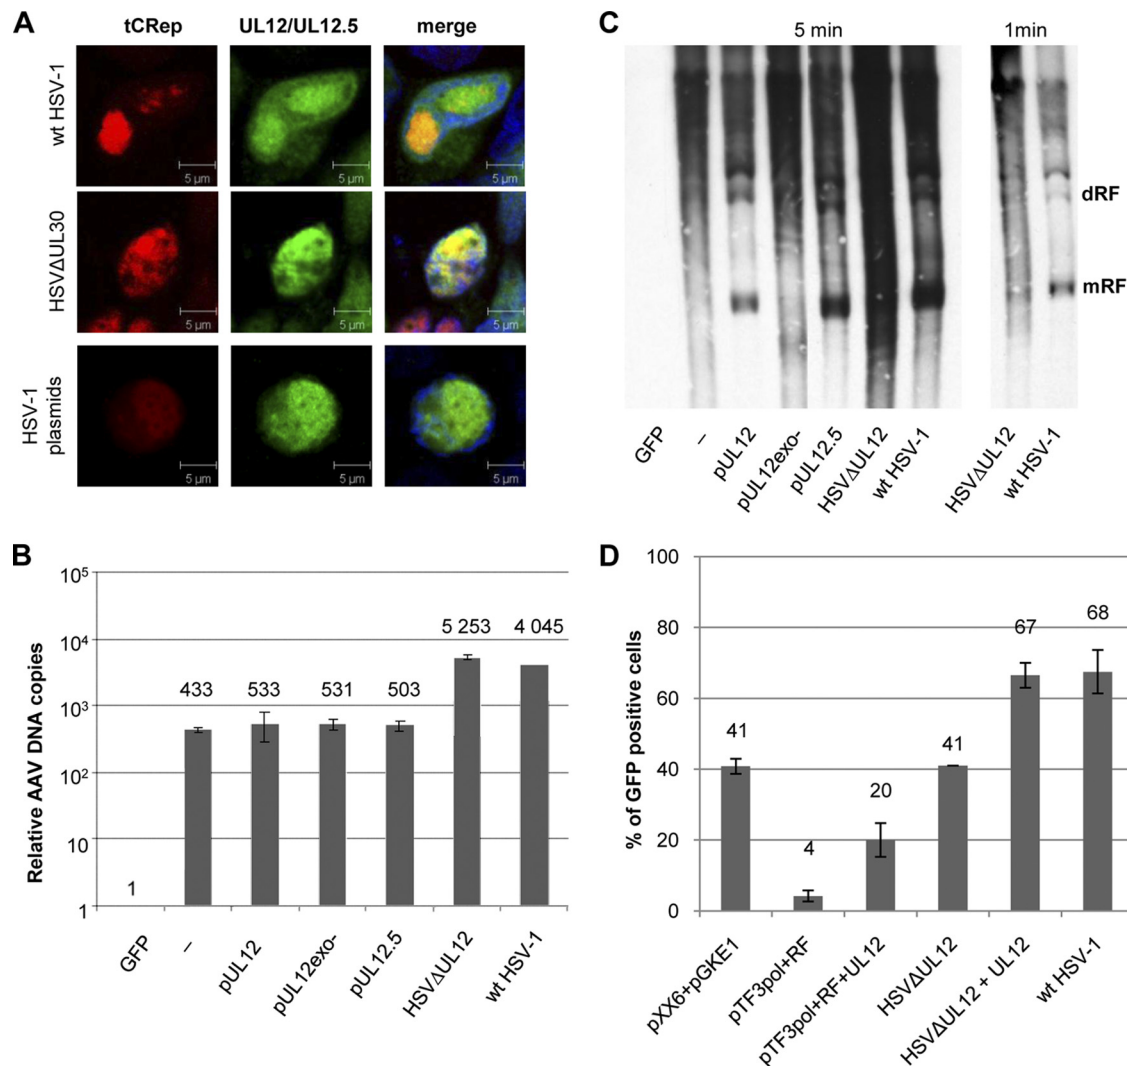 A
tCRep UL12/UL12.5 merge
wt HSV-1
5 µm 5 µm 5 µm
HSVΔUL30
5 µm 5 µm 5 µm
HSV-1 plasmids
5 µm 5 µm 5 µm
C
5 min 1min
dRF
mRF
GFP – pUL12 pUL12exo- pUL12.5 HSVΔUL12 wt HSV-1 HSVΔUL12 wt HSV-1
B
Relative AAV DNA copies
10⁵
10⁴
10³
10²
10
1
1 433 533 531 503 5 253 4 045
GFP – pUL12 pUL12exo- pUL12.5 HSVΔUL12 wt HSV-1
D
% of GFP positive cells
100
80
60
40
20
0
41 4 20 41 67 68
pXX6+pGKE1 pTF3pol+RF pTF3pol+RF+UL12 HSVΔUL12 HSVΔUL12 + UL12 wt HSV-1